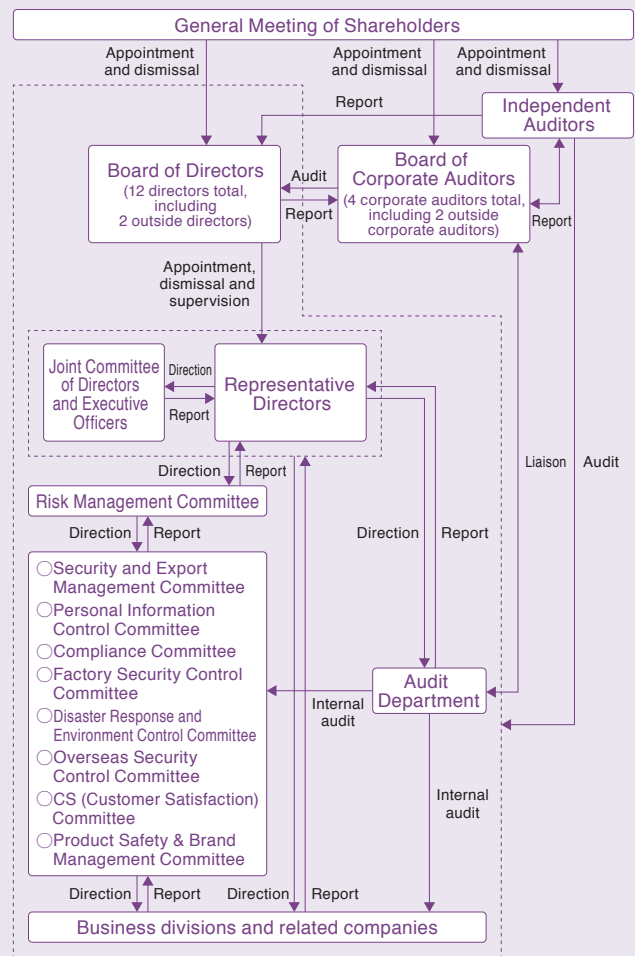 General Meeting of Shareholders
Appointment
and dismissal
Appointment
and dismissal
Appointment
and dismissal
Report
Independent
Auditors
Board of Directors
(12 directors total,
including
2 outside directors)
Audit
Report
Board of
Corporate Auditors
(4 corporate auditors total,
including 2 outside
corporate auditors)
Report
Appointment,
dismissal and
supervision
Joint Committee
of Directors
and Executive
Officers
Direction
Report
Representative
Directors
Direction
Report
Liaison
Audit
Risk Management Committee
Direction
Report
Direction
Report
○Security and Export
Management Committee
○Personal Information
Control Committee
○Compliance Committee
○Factory Security Control
Committee
○Disaster Response and
Environment Control Committee
○Overseas Security
Control Committee
○CS (Customer Satisfaction)
Committee
○Product Safety & Brand
Management Committee
Audit
Department
Internal
audit
Internal
audit
Direction
Report
Direction
Report
Business divisions and related companies